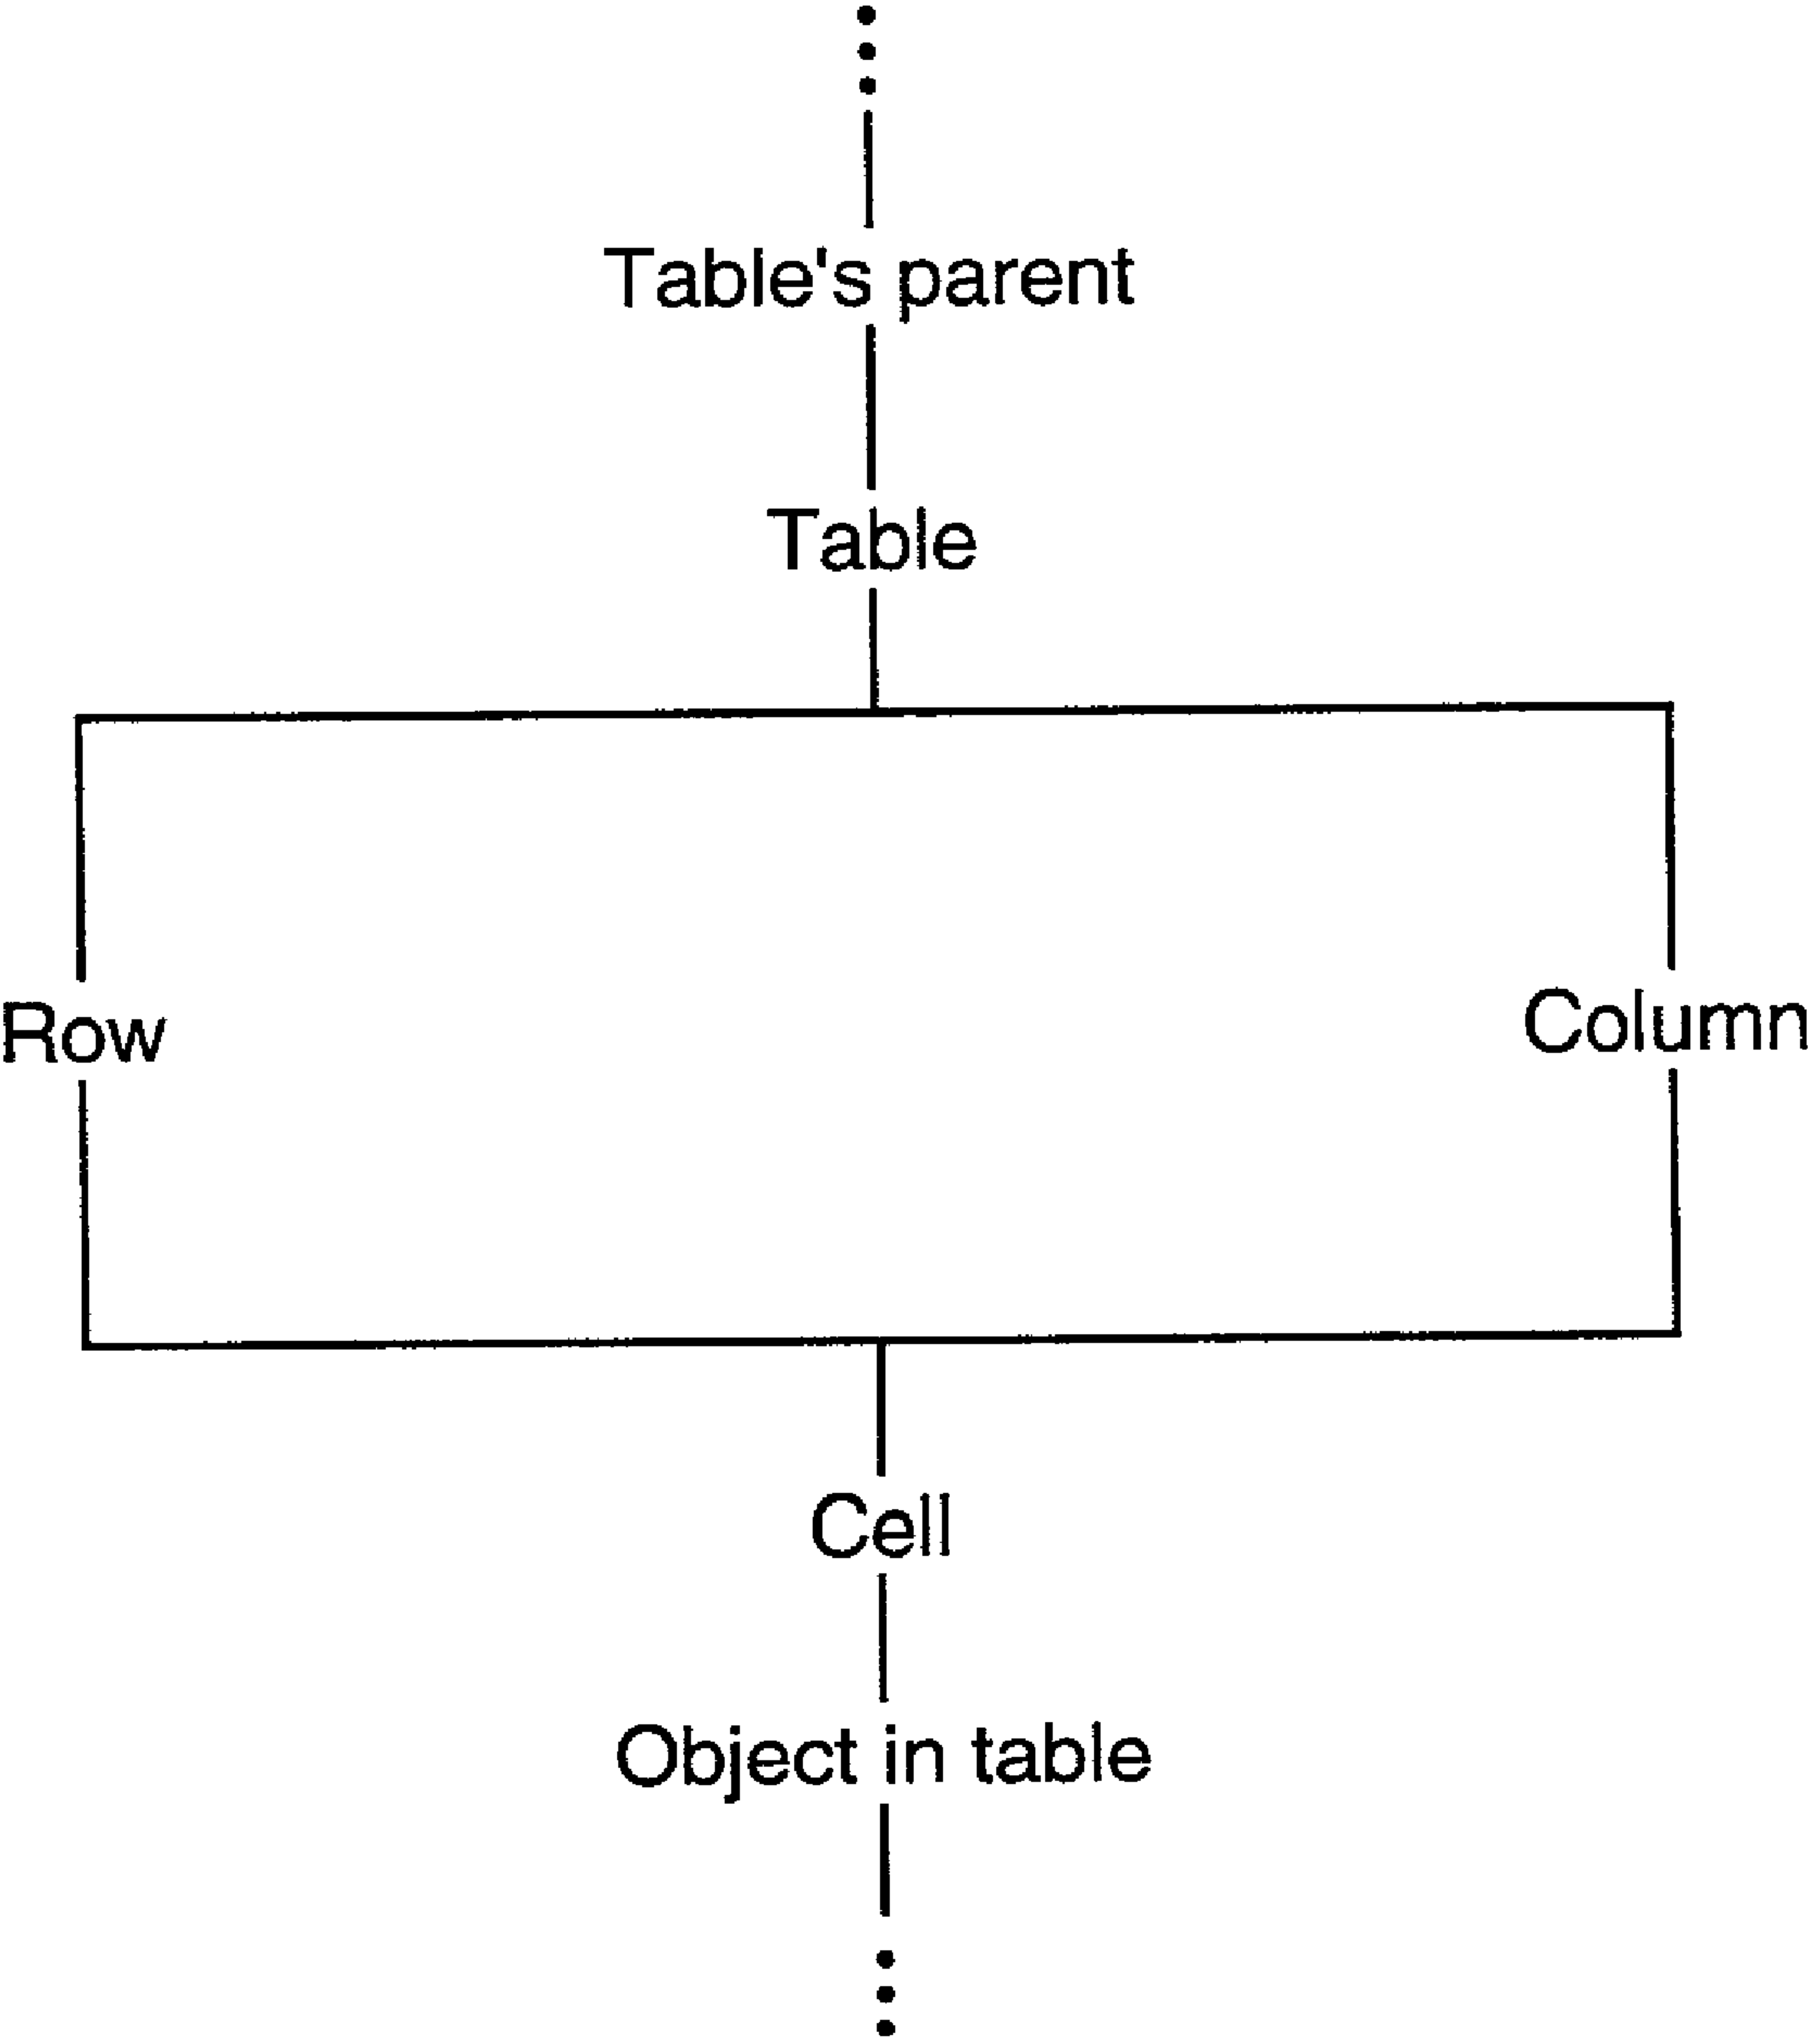 Table's parent
Table
Row
Column
Cell
Object in table